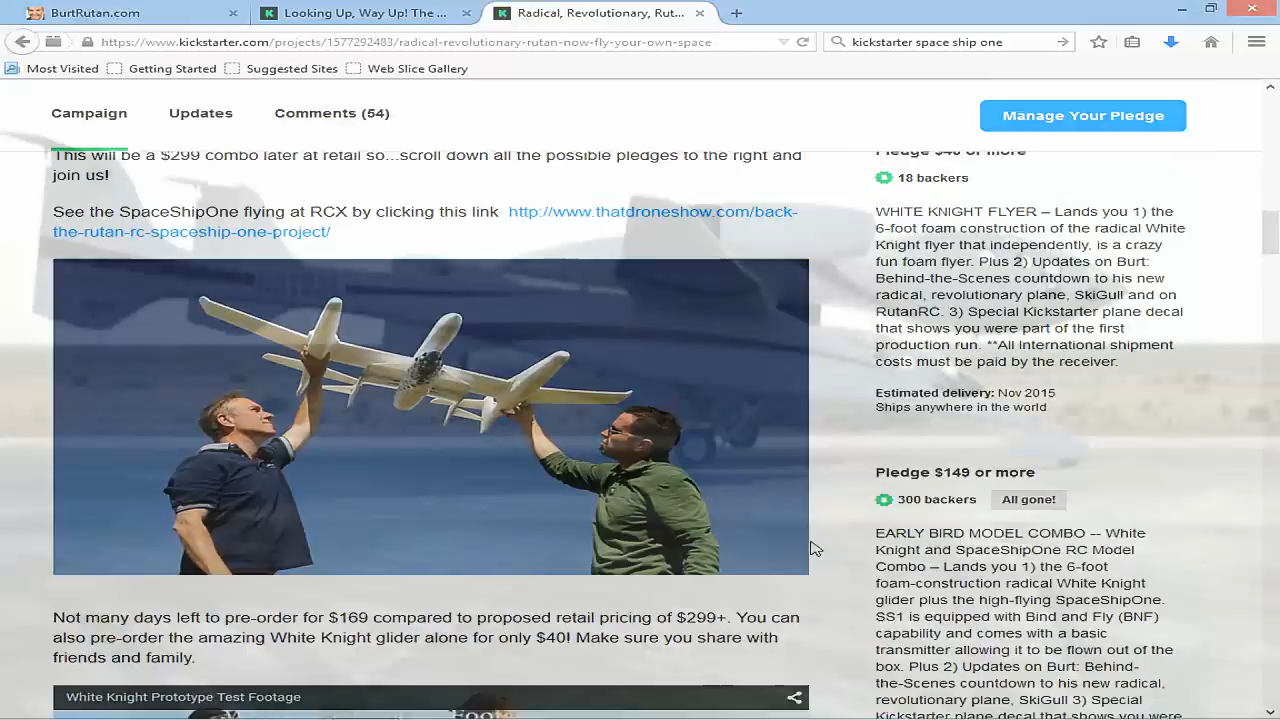 BurtRutan.com
Looking Up, Way Up! The ...
Radical, Revolutionary, Rut...
https://www.kickstarter.com/projects/1577292483/radical-revolutionary-rutan-now-fly-your-own-space
kickstarter space ship one
Most Visited
Getting Started
Suggested Sites
Web Slice Gallery
Campaign
Updates
Comments (54)
Manage Your Pledge
This will be a $299 combo later at retail so...scroll down all the possible pledges to the right and
join us!
See the SpaceShipOne flying at RCX by clicking this link http://www.thatdroneshow.com/back-
the-rutan-rc-spaceship-one-project/
Not many days left to pre-order for $169 compared to proposed retail pricing of $299+. You can
also pre-order the amazing White Knight glider alone for only $40! Make sure you share with
friends and family.
White Knight Prototype Test Footage
Pledge $40 or more
18 backers
WHITE KNIGHT FLYER – Lands you 1) the
6-foot foam construction of the radical White
Knight flyer that independently, is a crazy
fun foam flyer. Plus 2) Updates on Burt:
Behind-the-Scenes countdown to his new
radical, revolutionary plane, SkiGull and on
RutanRC. 3) Special Kickstarter plane decal
that shows you were part of the first
production run. **All International shipment
costs must be paid by the receiver.
Estimated delivery: Nov 2015
Ships anywhere in the world
Pledge $149 or more
300 backers
All gone!
EARLY BIRD MODEL COMBO -- White
Knight and SpaceShipOne RC Model
Combo – Lands you 1) the 6-foot
foam-construction radical White Knight
glider plus the high-flying SpaceShipOne.
SS1 is equipped with Bind and Fly (BNF)
capability and comes with a basic
transmitter allowing it to be flown out of the
box. Plus 2) Updates on Burt: Behind-
the-Scenes countdown to his new radical,
revolutionary plane, SkiGull 3) Special
Kickstarter plane decal that shows you were